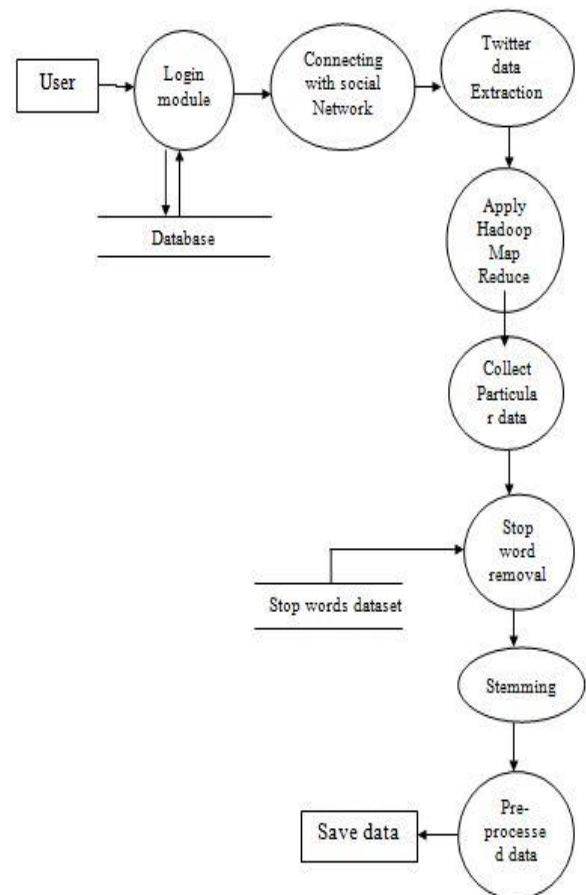 User
Login
module
Connecting
with social
Network
Twitter
data
Extraction
Database
Apply
Hadoop
Map
Reduce
Collect
Particula
r data
Stop
word
removal
Stop words dataset
Stemming
Pre-
processe
d data
Save data